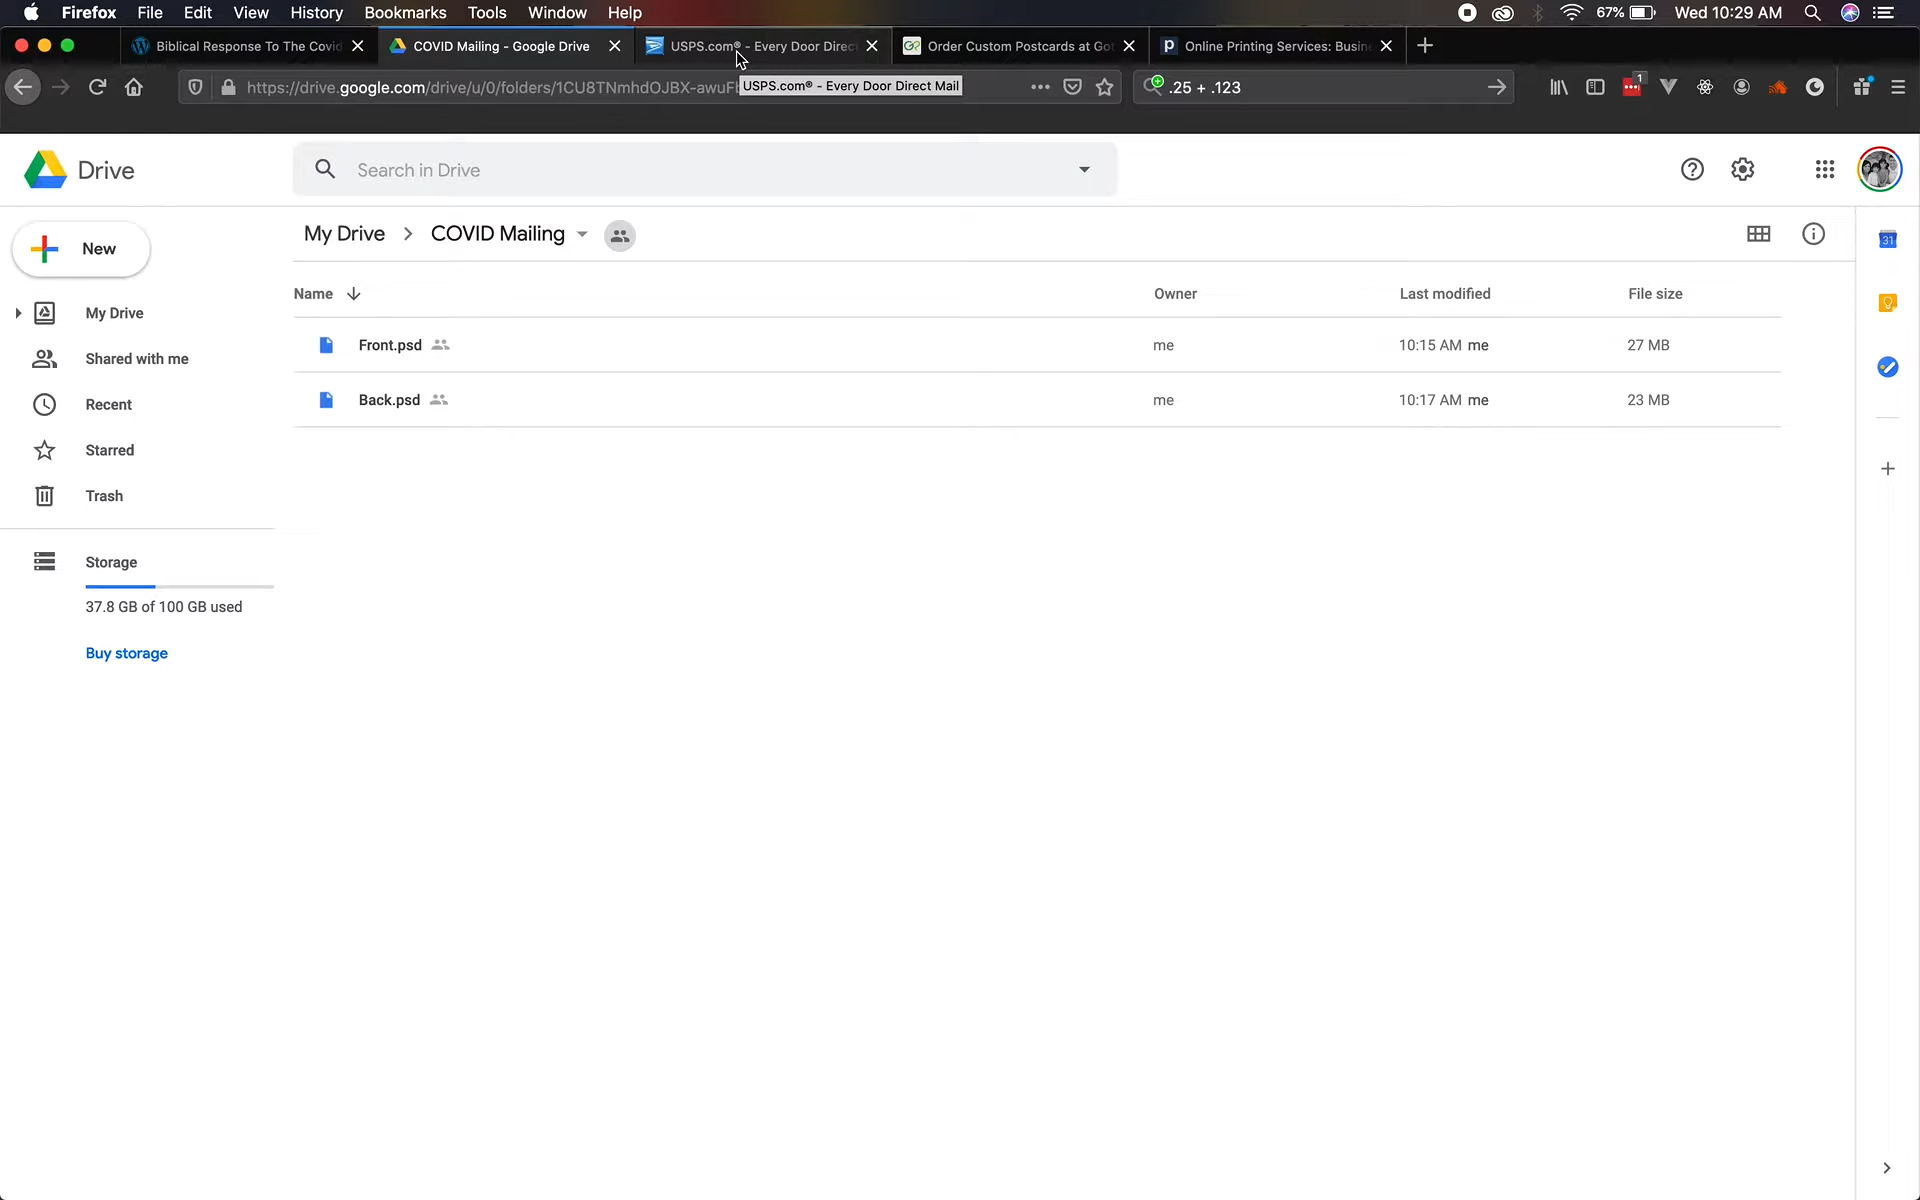 Firefox File Edit View History Bookmarks Tools Window Help 67% Wed 10:29 AM
Biblical Response To The Covid
COVID Mailing - Google Drive
USPS.com® - Every Door Direct
Order Custom Postcards at Got
Online Printing Services: Busin
https://drive.google.com/drive/u/0/folders/1CU8TNmhdOJBX-awuF
USPS.com® - Every Door Direct Mail
.25 + .123
1
Drive
Search in Drive
New
My Drive
Shared with me
Recent
Starred
Trash
Storage
37.8 GB of 100 GB used
Buy storage
My Drive COVID Mailing
Name Owner Last modified File size
Front.psd me 10:15 AM me 27 MB
Back.psd me 10:17 AM me 23 MB
31